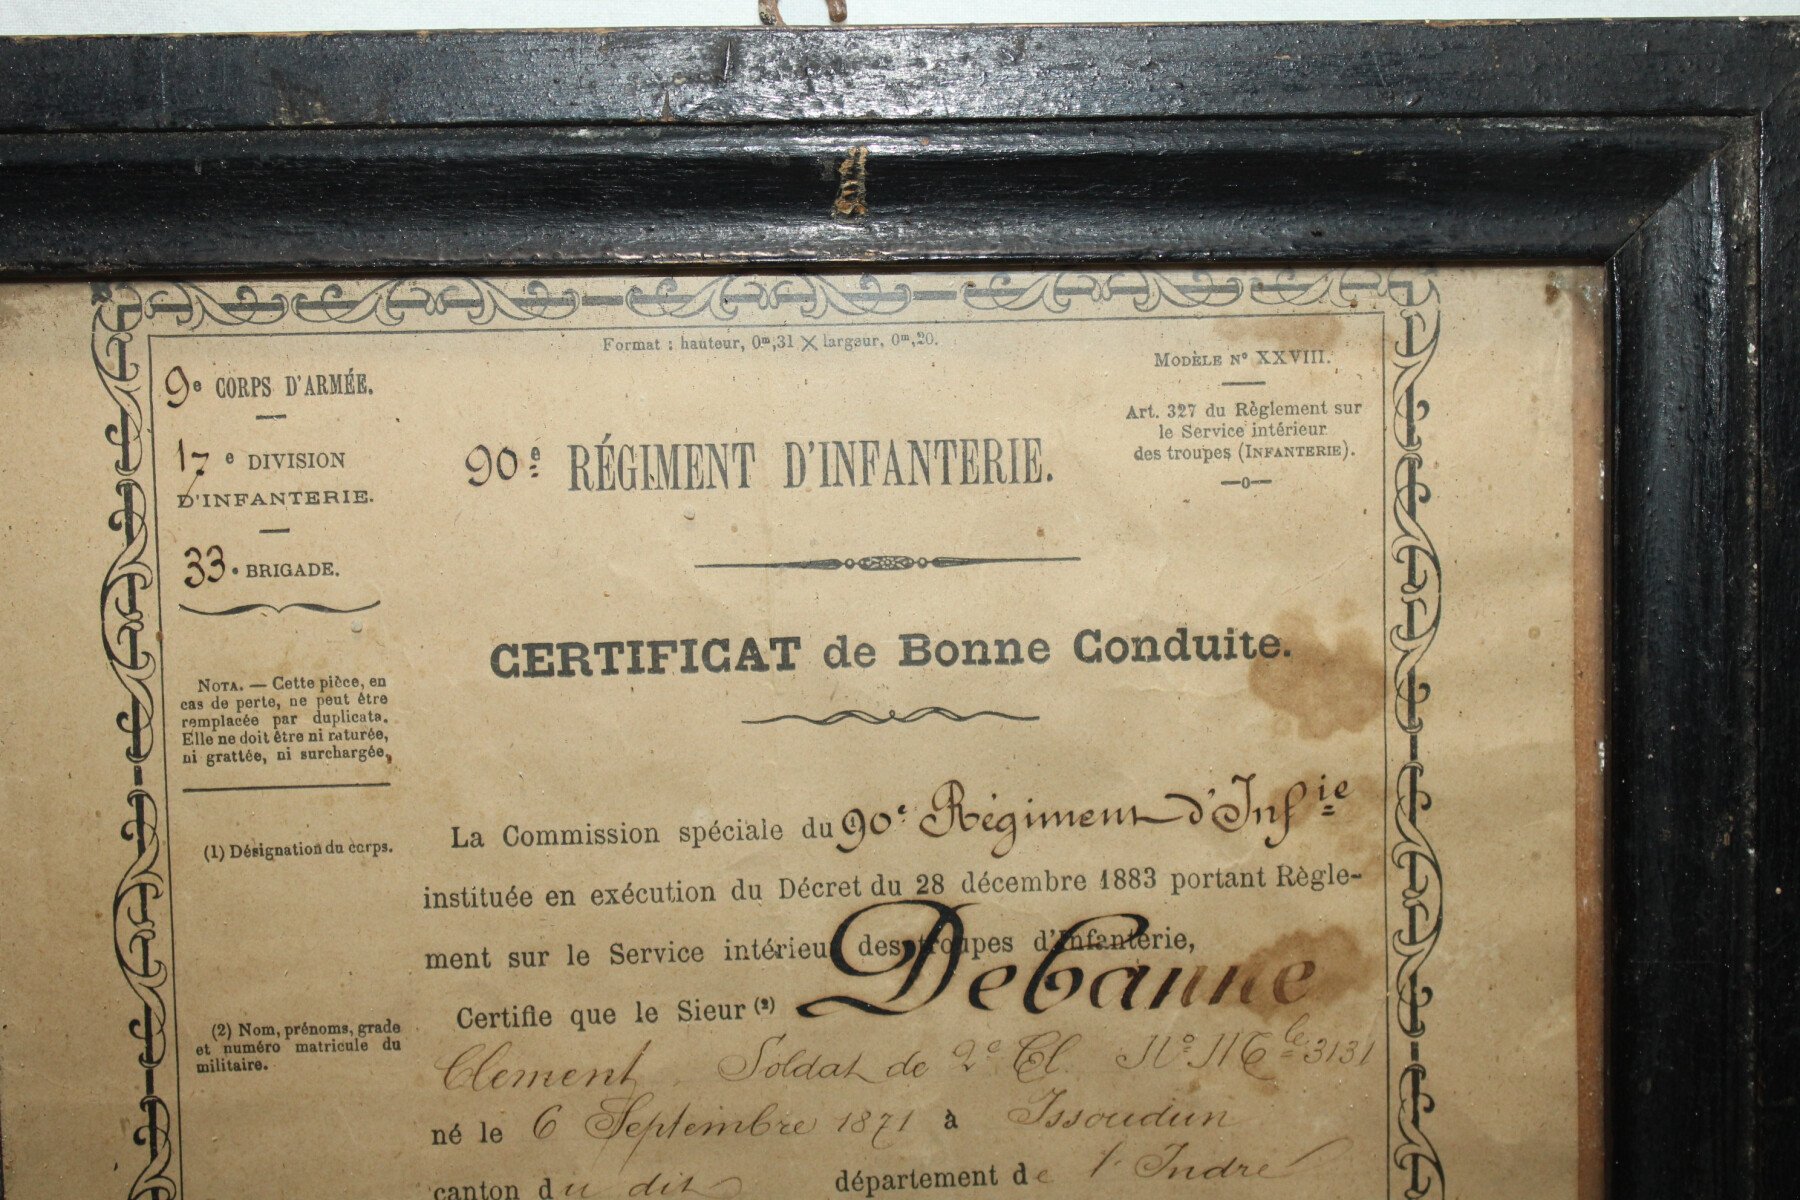 Format : hauteur, 0m,31 X largeur, 0m,20.
9e CORPS D'ARMÉE.
17e DIVISION
D'INFANTERIE.
33e BRIGADE.
MODÈLE No XXVIII.
Art. 327 du Règlement sur
le Service intérieur
des troupes (INFANTERIE).
90e RÉGIMENT D'INFANTERIE.
CERTIFICAT de Bonne Conduite.
NOTA. — Cette pièce, en
cas de perte, ne peut être
remplacée par duplicata.
Elle ne doit être ni raturée,
ni grattée, ni surchargée,
(1) Désignation du corps.
La Commission spéciale du 90e Régiment d'Infie
instituée en exécution du Décret du 28 décembre 1883 portant Règle-
ment sur le Service intérieur des troupes d'Infanterie,
Certifie que le Sieur (2) Debanne
(2) Nom, prénoms, grade
et numéro matricule du
militaire.
Clement Soldat de 2e Cl. No Mle 3131
né le 6 Septembre 1871 à Issoudun
canton du dit département de l'Indre